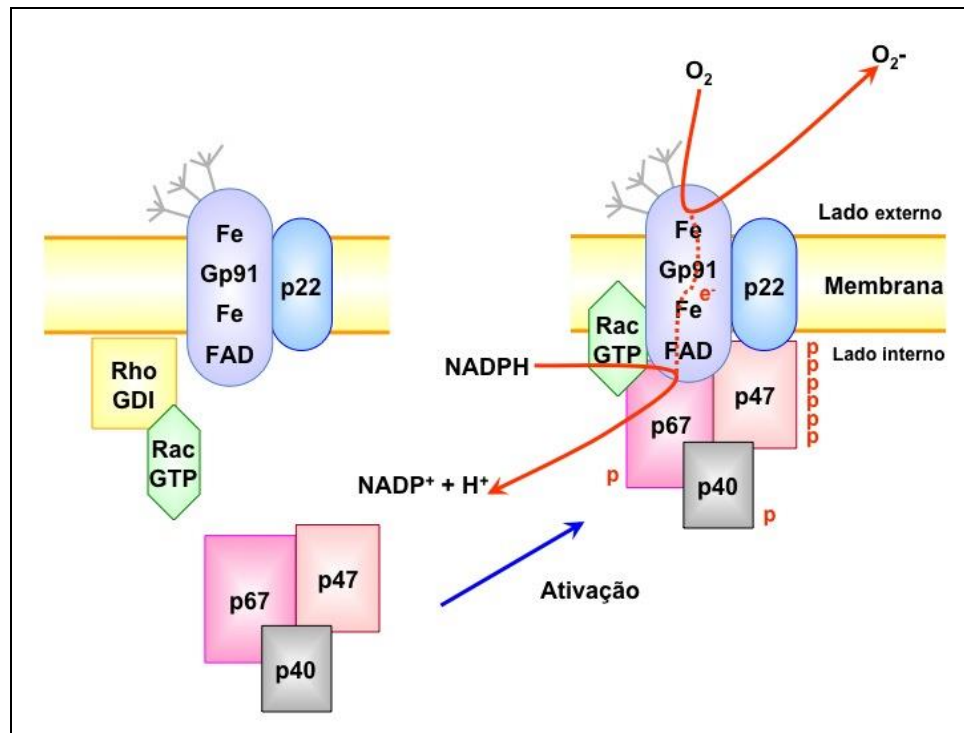 Fe
Gp91
Fe
FAD
p22
Rho
GDI
Rac
GTP
p67
p47
p40
Ativação
O₂
O₂-
Lado externo
Membrana
Lado interno
Fe
Gp91
e-
Fe
FAD
p22
Rac
GTP
NADPH
NADP⁺ + H⁺
p67
p47
p40
p
p
p
p
p
p
p
p